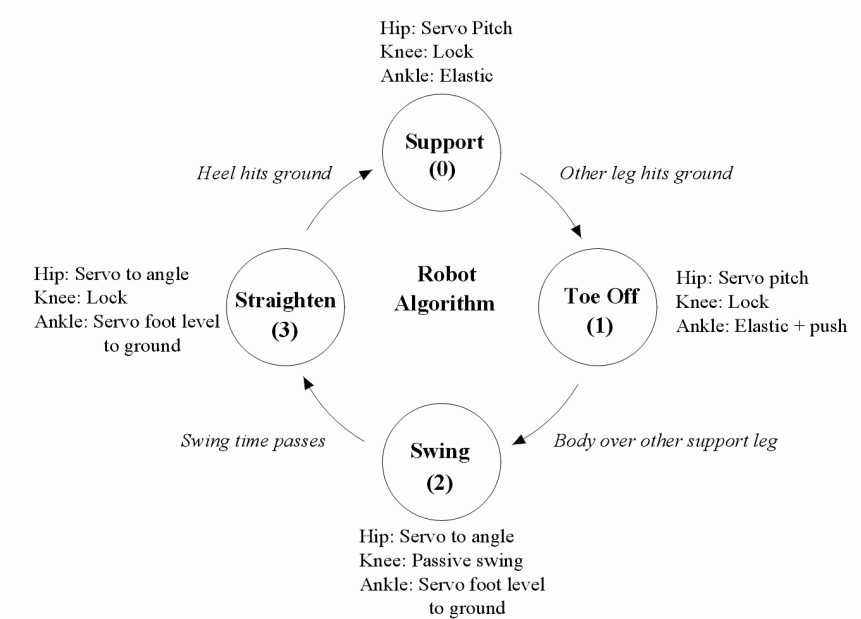 Hip: Servo Pitch
Knee: Lock
Ankle: Elastic
Support
(0)
Heel hits ground
Other leg hits ground
Hip: Servo to angle
Knee: Lock
Ankle: Servo foot level
to ground
Straighten
(3)
Robot
Algorithm
Toe Off
(1)
Hip: Servo pitch
Knee: Lock
Ankle: Elastic + push
Swing time passes
Body over other support leg
Swing
(2)
Hip: Servo to angle
Knee: Passive swing
Ankle: Servo foot level
to ground